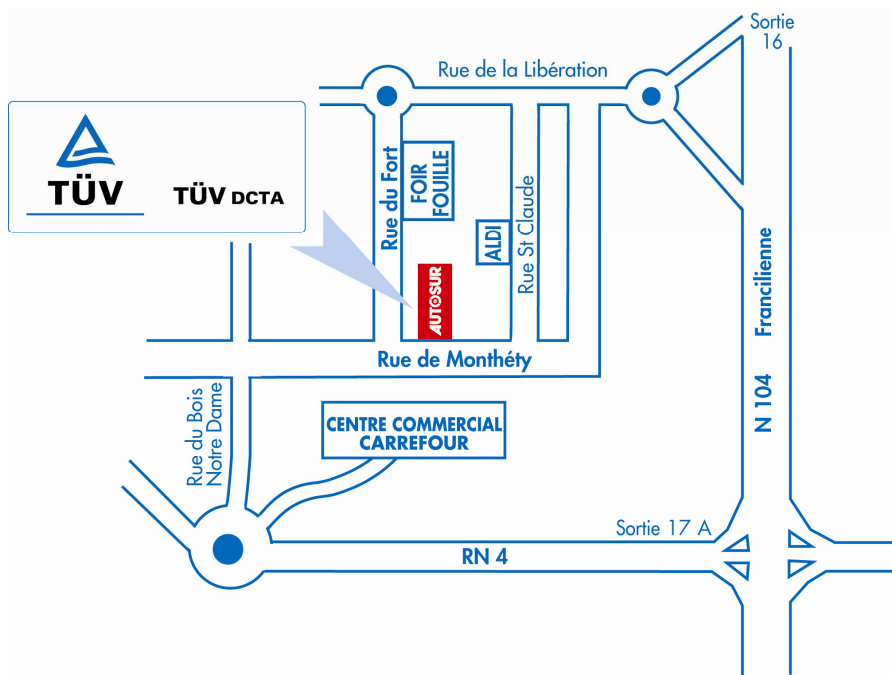 Sortie
16
Rue de la Libération
TÜV
TÜV DCTA
Rue du Fort
FOIR
FOUILLE
ALDI
Rue St Claude
AUTOSUR
Francilienne
N 104
Rue de Monthéty
Rue du Bois
Notre Dame
CENTRE COMMERCIAL
CARREFOUR
Sortie 17 A
RN 4